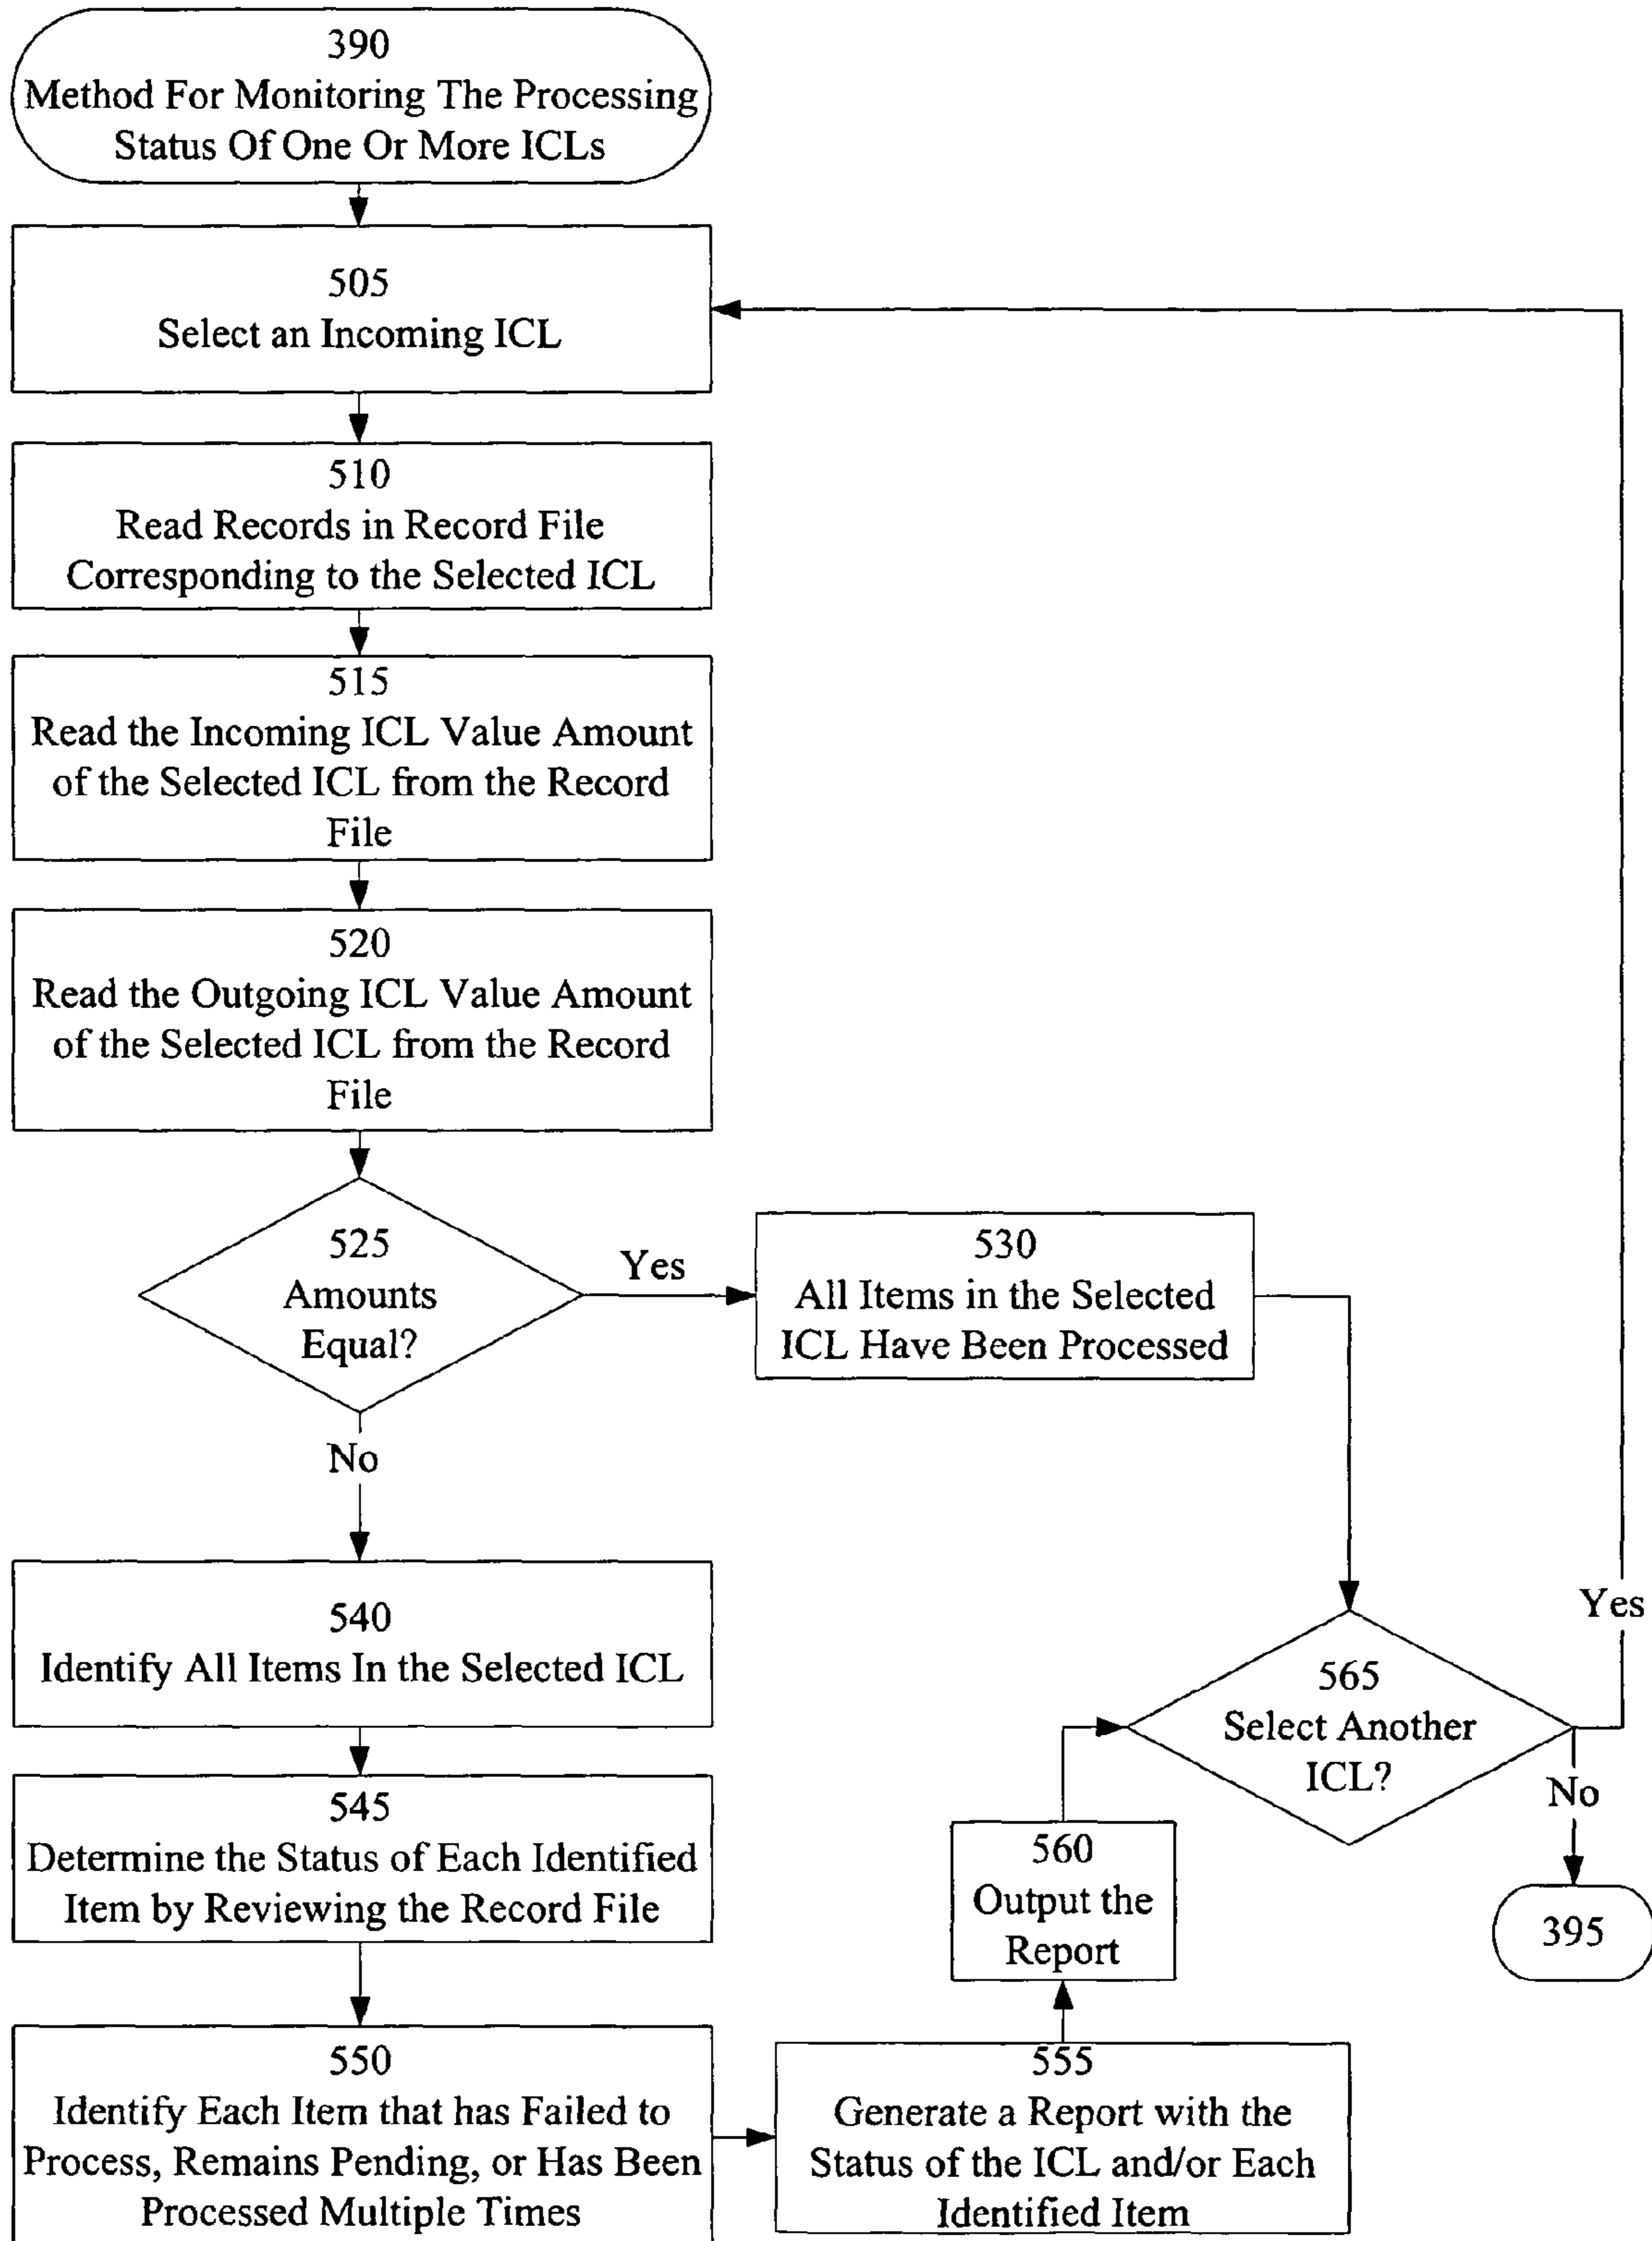 390
Method For Monitoring The Processing
Status Of One Or More ICLs
505
Select an Incoming ICL
510
Read Records in Record File
Corresponding to the Selected ICL
515
Read the Incoming ICL Value Amount
of the Selected ICL from the Record
File
520
Read the Outgoing ICL Value Amount
of the Selected ICL from the Record
File
525
Amounts
Equal?
Yes
530
All Items in the Selected
ICL Have Been Processed
No
540
Identify All Items In the Selected ICL
545
Determine the Status of Each Identified
Item by Reviewing the Record File
550
Identify Each Item that has Failed to
Process, Remains Pending, or Has Been
Processed Multiple Times
555
Generate a Report with the
Status of the ICL and/or Each
Identified Item
560
Output the
Report
565
Select Another
ICL?
Yes
No
395